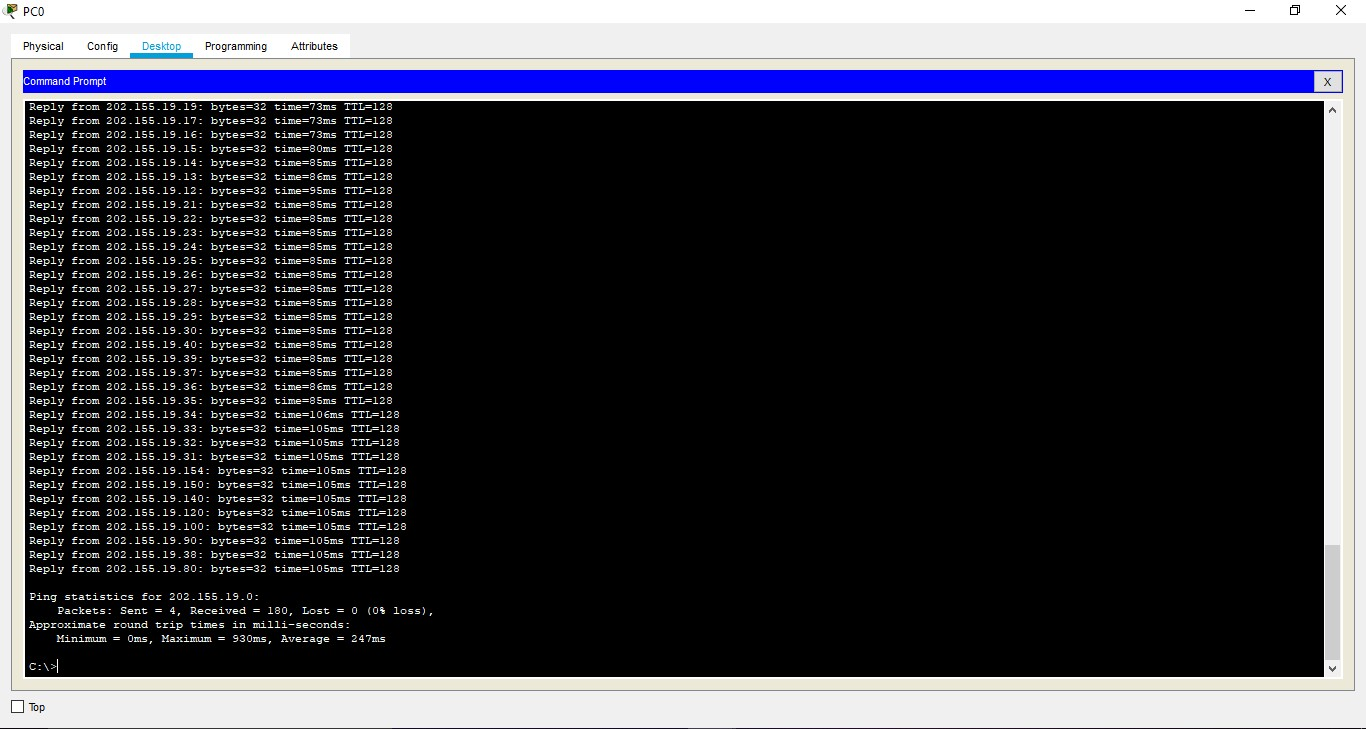 PC0
Physical Config Desktop Programming Attributes
Command Prompt X
Reply from 202.155.19.19: bytes=32 time=73ms TTL=128
Reply from 202.155.19.17: bytes=32 time=73ms TTL=128
Reply from 202.155.19.16: bytes=32 time=73ms TTL=128
Reply from 202.155.19.15: bytes=32 time=80ms TTL=128
Reply from 202.155.19.14: bytes=32 time=85ms TTL=128
Reply from 202.155.19.13: bytes=32 time=86ms TTL=128
Reply from 202.155.19.12: bytes=32 time=95ms TTL=128
Reply from 202.155.19.21: bytes=32 time=85ms TTL=128
Reply from 202.155.19.22: bytes=32 time=85ms TTL=128
Reply from 202.155.19.23: bytes=32 time=85ms TTL=128
Reply from 202.155.19.24: bytes=32 time=85ms TTL=128
Reply from 202.155.19.25: bytes=32 time=85ms TTL=128
Reply from 202.155.19.26: bytes=32 time=85ms TTL=128
Reply from 202.155.19.27: bytes=32 time=85ms TTL=128
Reply from 202.155.19.28: bytes=32 time=85ms TTL=128
Reply from 202.155.19.29: bytes=32 time=85ms TTL=128
Reply from 202.155.19.30: bytes=32 time=85ms TTL=128
Reply from 202.155.19.40: bytes=32 time=85ms TTL=128
Reply from 202.155.19.39: bytes=32 time=85ms TTL=128
Reply from 202.155.19.37: bytes=32 time=85ms TTL=128
Reply from 202.155.19.36: bytes=32 time=86ms TTL=128
Reply from 202.155.19.35: bytes=32 time=85ms TTL=128
Reply from 202.155.19.34: bytes=32 time=106ms TTL=128
Reply from 202.155.19.33: bytes=32 time=105ms TTL=128
Reply from 202.155.19.32: bytes=32 time=105ms TTL=128
Reply from 202.155.19.31: bytes=32 time=105ms TTL=128
Reply from 202.155.19.154: bytes=32 time=105ms TTL=128
Reply from 202.155.19.150: bytes=32 time=105ms TTL=128
Reply from 202.155.19.140: bytes=32 time=105ms TTL=128
Reply from 202.155.19.120: bytes=32 time=105ms TTL=128
Reply from 202.155.19.100: bytes=32 time=105ms TTL=128
Reply from 202.155.19.90: bytes=32 time=105ms TTL=128
Reply from 202.155.19.38: bytes=32 time=105ms TTL=128
Reply from 202.155.19.80: bytes=32 time=105ms TTL=128
Ping statistics for 202.155.19.0:
Packets: Sent = 4, Received = 180, Lost = 0 (0% loss),
Approximate round trip times in milli-seconds:
Minimum = 0ms, Maximum = 930ms, Average = 247ms
C:\>
Top